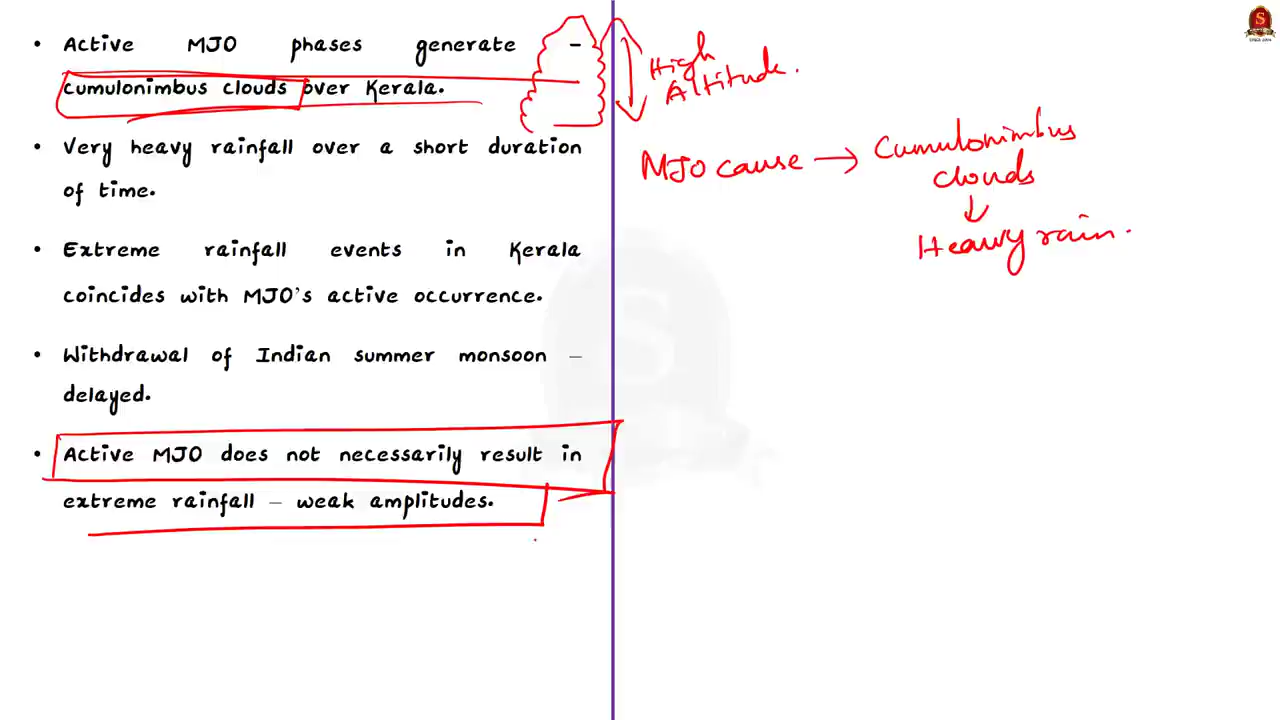 • Active MJO phases generate –
cumulonimbus clouds over Kerala.
• Very heavy rainfall over a short duration
of time.
• Extreme rainfall events in Kerala
coincides with MJO's active occurrence.
• Withdrawal of Indian summer monsoon –
delayed.
• Active MJO does not necessarily result in
extreme rainfall – weak amplitudes.
High
Altitude.
MJO cause → Cumulonimbus
clouds
↓
Heavy rain.
S